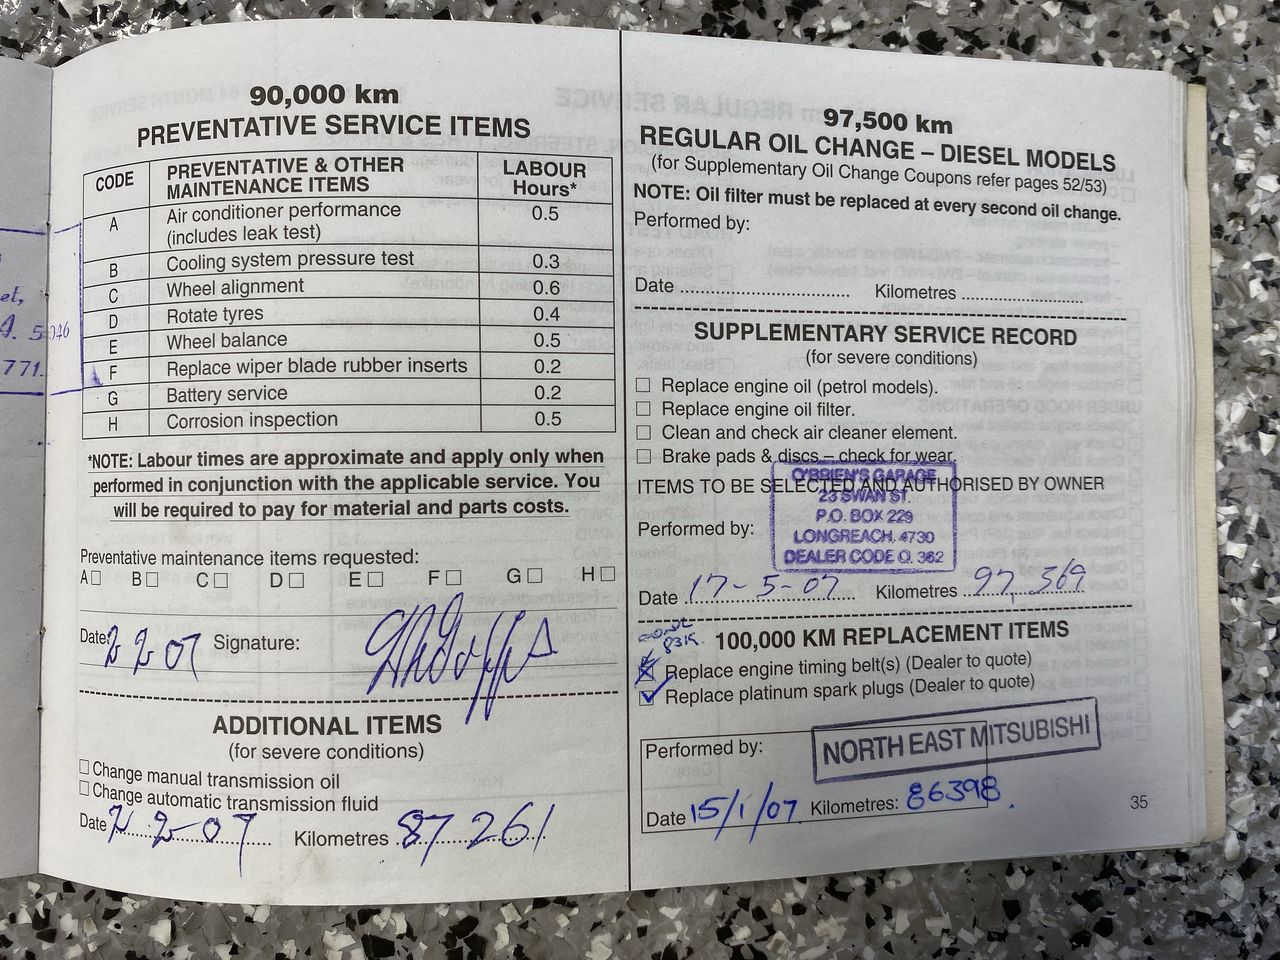 et,
4. 5
771.
90,000 km
PREVENTATIVE SERVICE ITEMS
CODE PREVENTATIVE & OTHER MAINTENANCE ITEMS LABOUR Hours*
A Air conditioner performance (includes leak test) 0.5
B Cooling system pressure test 0.3
C Wheel alignment 0.6
D Rotate tyres 0.4
E Wheel balance 0.5
F Replace wiper blade rubber inserts 0.2
G Battery service 0.2
H Corrosion inspection 0.5
*NOTE: Labour times are approximate and apply only when
performed in conjunction with the applicable service. You
will be required to pay for material and parts costs.
Preventative maintenance items requested:
A☐ B☐ C☐ D☐ E☐ F☐ G☐ H☐
Date: 2 2 07 Signature:
ADDITIONAL ITEMS
(for severe conditions)
☐ Change manual transmission oil
☐ Change automatic transmission fluid
Date 2-07 Kilometres 87 261
97,500 km
REGULAR OIL CHANGE – DIESEL MODELS
(for Supplementary Oil Change Coupons refer pages 52/53)
NOTE: Oil filter must be replaced at every second oil change.
Performed by:
Date .................... Kilometres ....................
SUPPLEMENTARY SERVICE RECORD
(for severe conditions)
☐ Replace engine oil (petrol models).
☐ Replace engine oil filter.
☐ Clean and check air cleaner element.
☐ Brake pads & discs – check for wear.
ITEMS TO BE SELECTED AND AUTHORISED BY OWNER
Performed by:
O'BRIEN'S GARAGE
23 SWAN ST.
P.O. BOX 229
LONGREACH. 4730
DEALER CODE Q. 362
Date 17-5-07 Kilometres 97,369
83K.
100,000 KM REPLACEMENT ITEMS
☒ Replace engine timing belt(s) (Dealer to quote)
☑ Replace platinum spark plugs (Dealer to quote)
Performed by: NORTH EAST MITSUBISHI
Date 15/1/07 Kilometres: 86398.
35